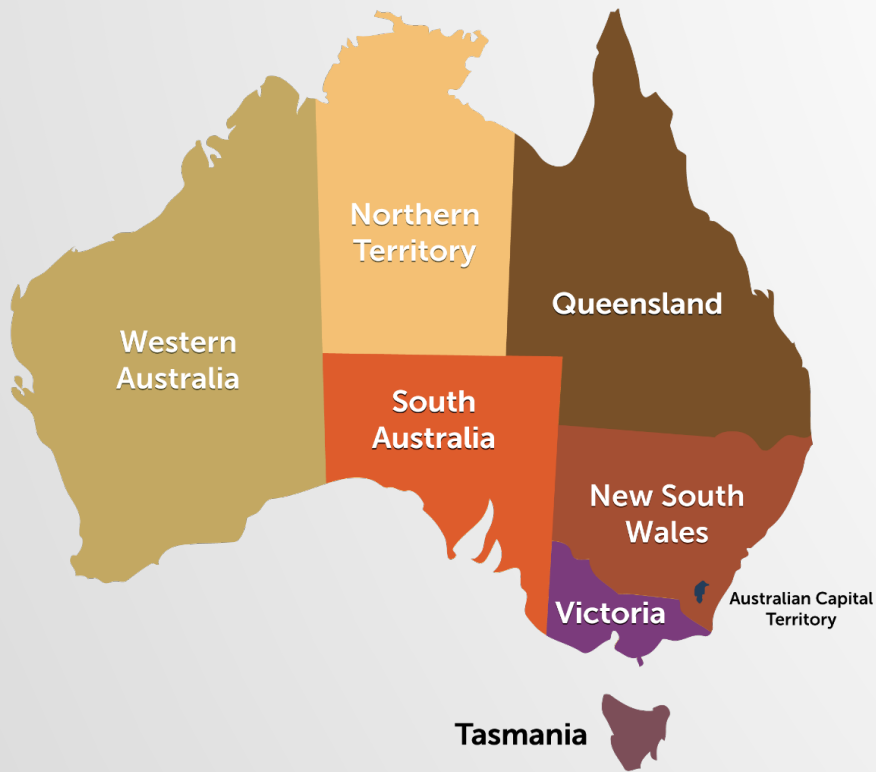 Northern
Territory
Queensland
Western
Australia
South
Australia
New South
Wales
Australian Capital
Territory
Victoria
Tasmania